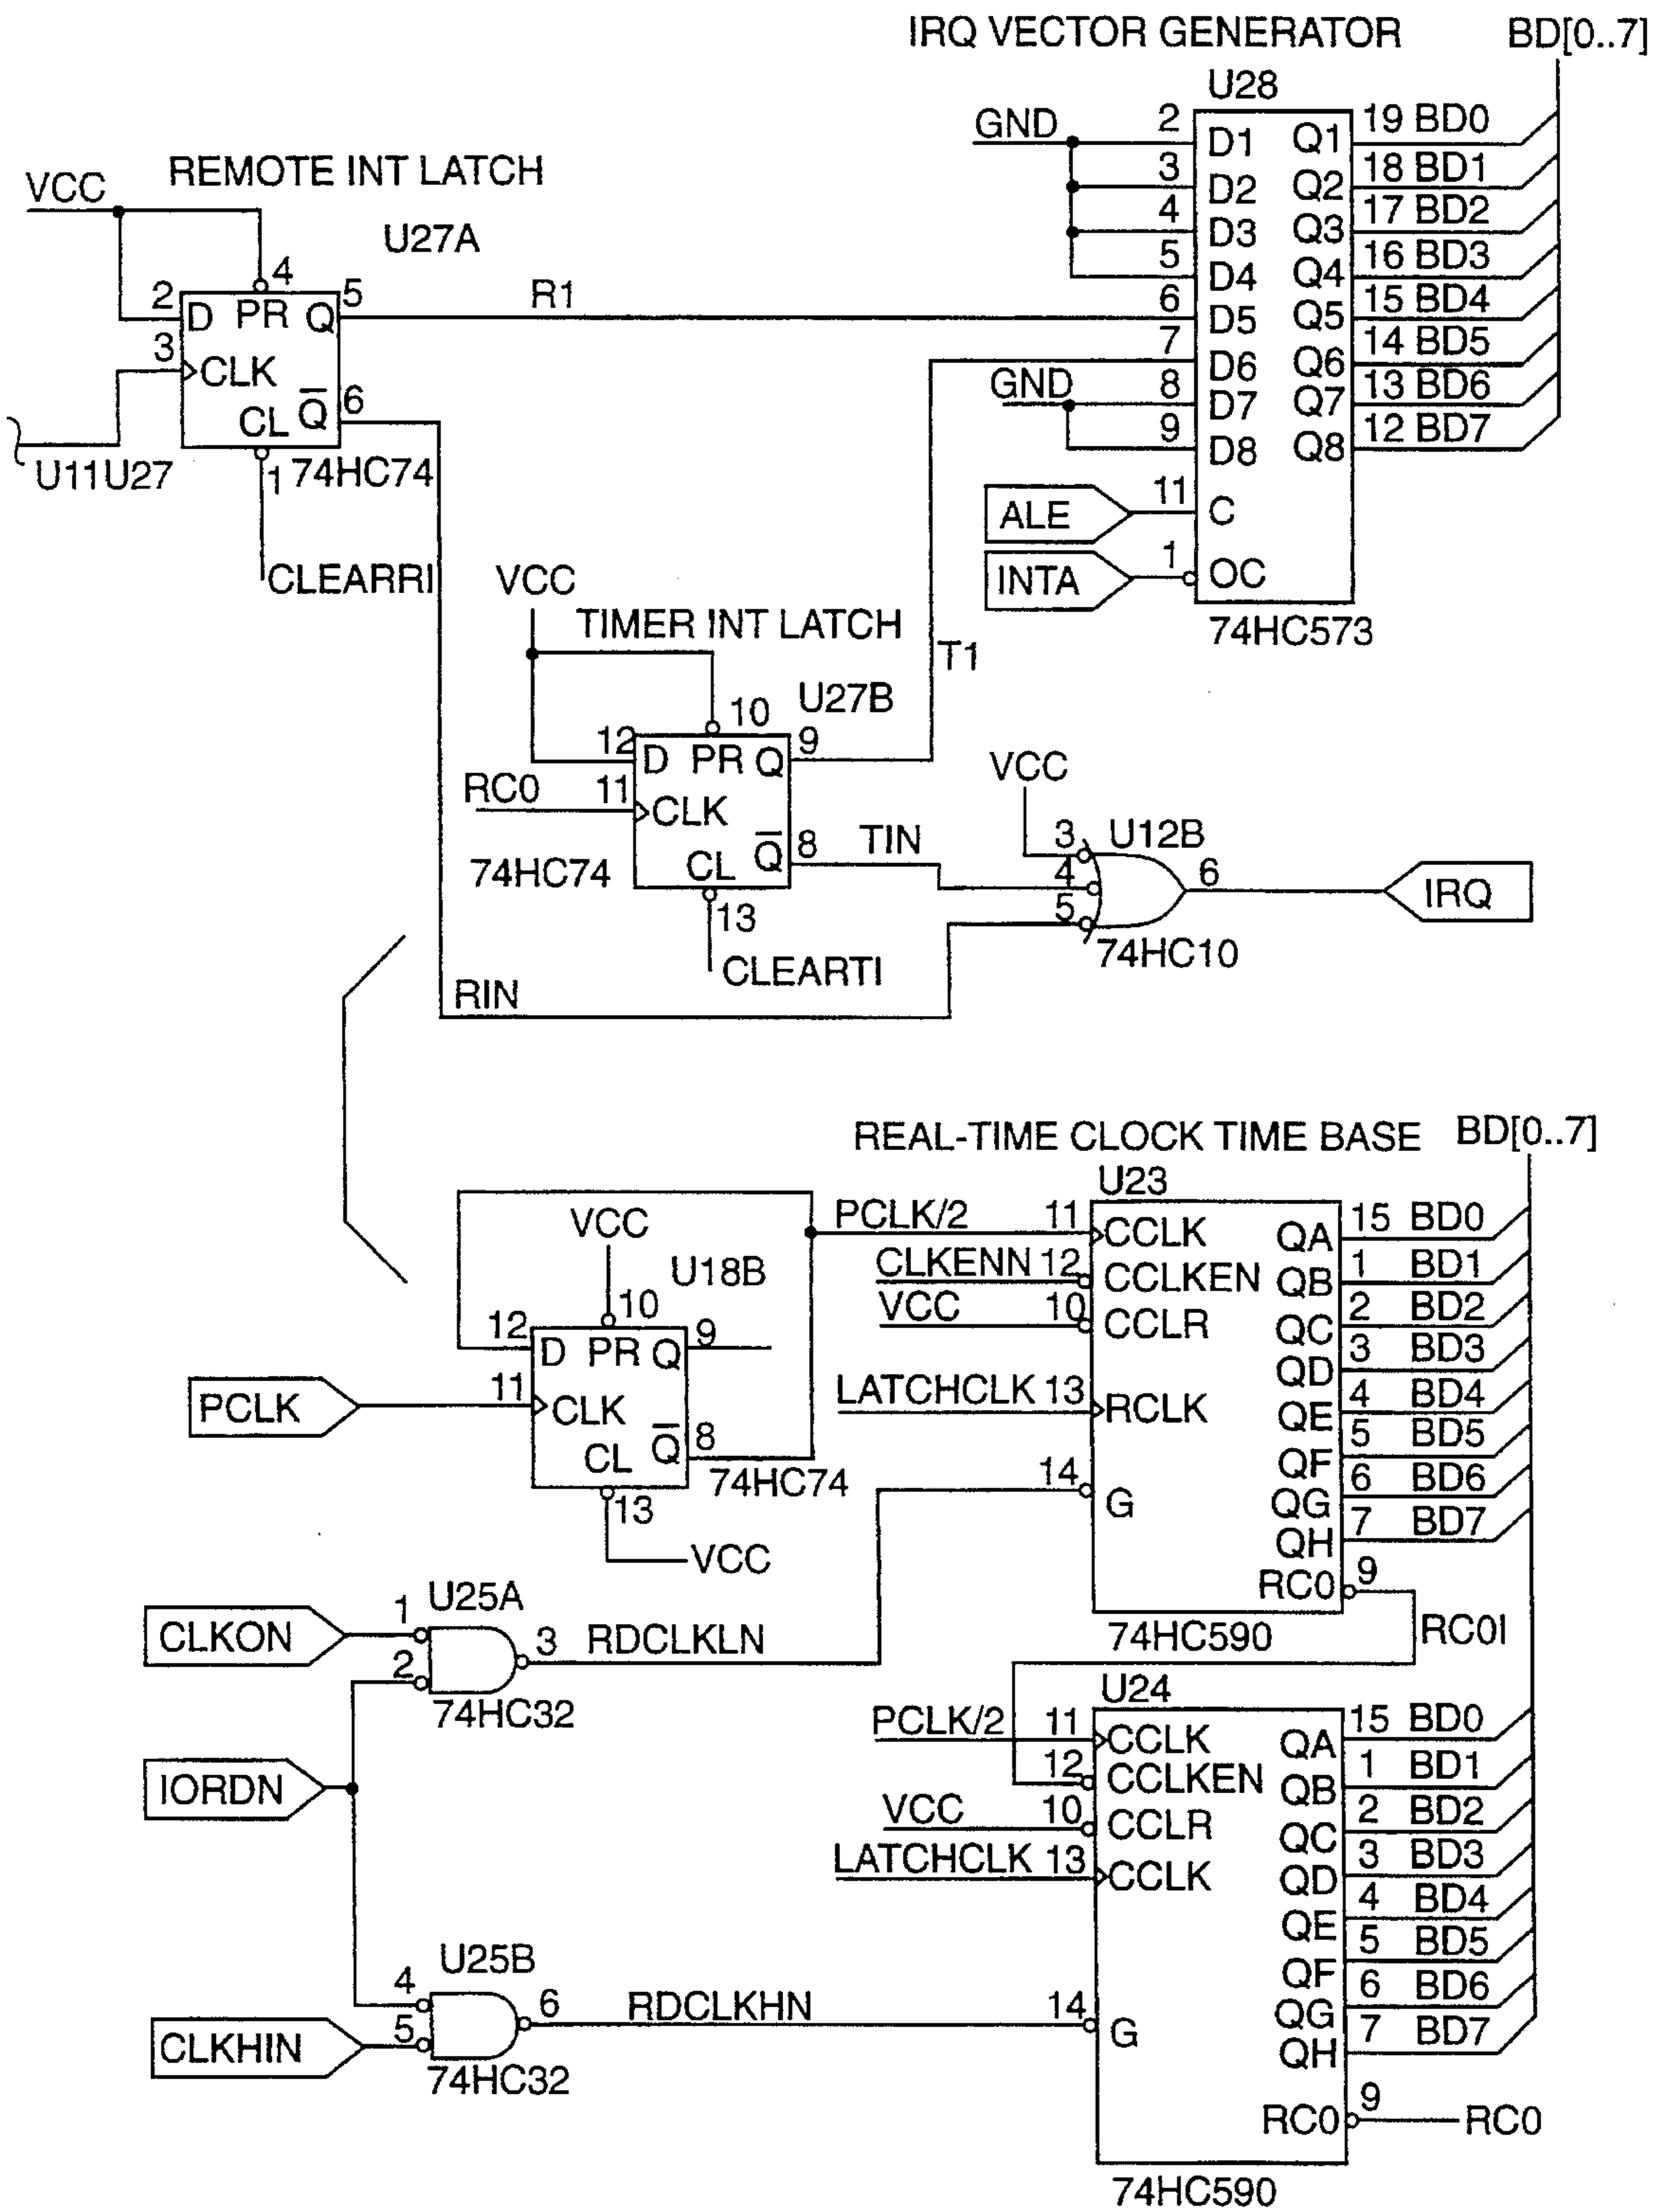 IRQ VECTOR GENERATOR
BD[0..7]
U28
GND
2 D1 Q1 19 BD0
3 D2 Q2 18 BD1
4 D3 Q3 17 BD2
5 D4 Q4 16 BD3
6 D5 Q5 15 BD4
7 D6 Q6 14 BD5
GND
8 D7 Q7 13 BD6
9 D8 Q8 12 BD7
ALE 11 C
INTA 1 OC
74HC573
VCC
REMOTE INT LATCH
U27A
4
2 D PR Q 5
R1
3 CLK
CL Q 6
U11U27
1 74HC74
CLEARRI
VCC
TIMER INT LATCH
T1
U27B
10
12 D PR Q 9
RC0 11 CLK
CL Q 8
TIN
74HC74
13
CLEARTI
RIN
VCC
3 U12B
4
5
6
IRQ
74HC10
REAL-TIME CLOCK TIME BASE
BD[0..7]
U23
PCLK/2 11 CCLK
CLKENN 12 CCLKEN
VCC 10 CCLR
LATCHCLK 13 RCLK
14 G
QA 15 BD0
QB 1 BD1
QC 2 BD2
QD 3 BD3
QE 4 BD4
QF 5 BD5
QG 6 BD6
QH 7 BD7
RC0 9
RC0I
74HC590
VCC
U18B
10
12 D PR Q 9
PCLK 11 CLK
CL Q 8
74HC74
13
VCC
U25A
CLKON 1
2
3 RDCLKLN
74HC32
IORDN
U25B
4
CLKHIN 5
6 RDCLKHN
74HC32
U24
PCLK/2 11 CCLK
12 CCLKEN
VCC 10 CCLR
LATCHCLK 13 CCLK
14 G
QA 15 BD0
QB 1 BD1
QC 2 BD2
QD 3 BD3
QE 4 BD4
QF 5 BD5
QG 6 BD6
QH 7 BD7
RC0 9 RC0
74HC590